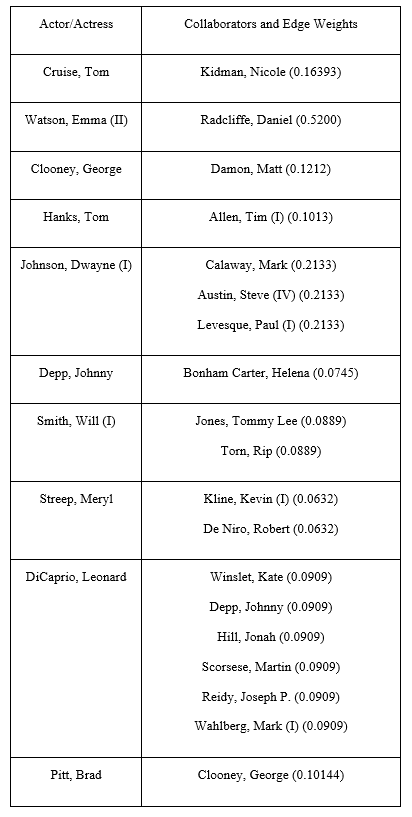 Actor/Actress Collaborators and Edge Weights
Cruise, Tom Kidman, Nicole (0.16393)
Watson, Emma (II) Radcliffe, Daniel (0.5200)
Clooney, George Damon, Matt (0.1212)
Hanks, Tom Allen, Tim (I) (0.1013)
Johnson, Dwayne (I) Calaway, Mark (0.2133)
Austin, Steve (IV) (0.2133)
Levesque, Paul (I) (0.2133)
Depp, Johnny Bonham Carter, Helena (0.0745)
Smith, Will (I) Jones, Tommy Lee (0.0889)
Torn, Rip (0.0889)
Streep, Meryl Kline, Kevin (I) (0.0632)
De Niro, Robert (0.0632)
DiCaprio, Leonard Winslet, Kate (0.0909)
Depp, Johnny (0.0909)
Hill, Jonah (0.0909)
Scorsese, Martin (0.0909)
Reidy, Joseph P. (0.0909)
Wahlberg, Mark (I) (0.0909)
Pitt, Brad Clooney, George (0.10144)